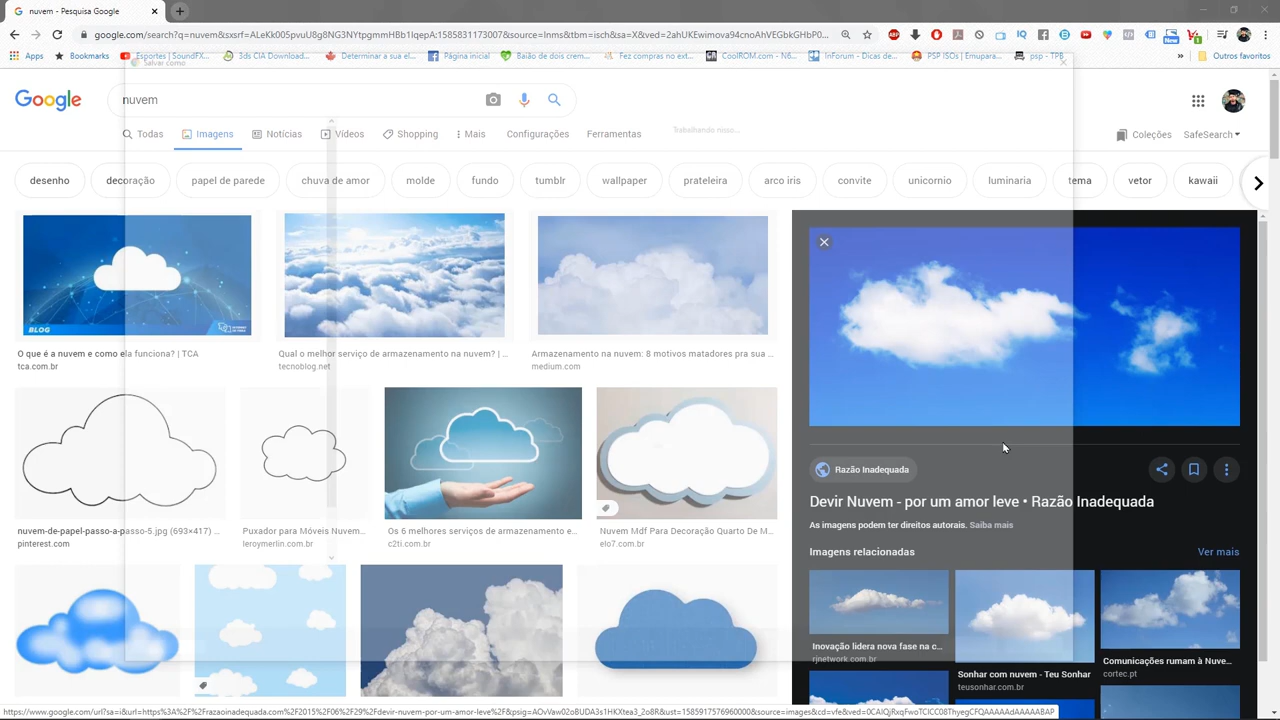 nuvem - Pesquisa Google
google.com/search?q=nuvem&sxsrf=ALeKk005pvuU8g8NG3NYtpgmmHBb1IqepA:1585831173007&source=lnms&tbm=isch&sa=X&ved=2ahUKEwimova94cnoAhVEGbkGHbP0...
Apps
Bookmarks
Esportes | SoundFX...
3ds CIA Download...
Determinar a sua el...
Página inicial
Baião de dois crem...
Fez compras no ext...
CoolROM.com - N6...
InForum - Dicas de...
PSP ISOs | Emupara...
psp - TPB
»
Outros favoritos
Salvar como
Google
nuvem
Todas
Imagens
Notícias
Vídeos
Shopping
Mais
Configurações
Ferramentas
Trabalhando nisso...
Coleções
SafeSearch
desenho
decoração
papel de parede
chuva de amor
molde
fundo
tumblr
wallpaper
prateleira
arco iris
convite
unicornio
luminaria
tema
vetor
kawaii
BLOG
O que é a nuvem e como ela funciona? | TCA
tca.com.br
Qual o melhor serviço de armazenamento na nuvem? | ...
tecnoblog.net
Armazenamento na nuvem: 8 motivos matadores pra sua ...
medium.com
nuvem-de-papel-passo-a-passo-5.jpg (693×417) ...
pinterest.com
Puxador para Móveis Nuvem...
leroymerlin.com.br
Os 6 melhores serviços de armazenamento e...
c2ti.com.br
Nuvem Mdf Para Decoração Quarto De M...
elo7.com.br
Razão Inadequada
Devir Nuvem - por um amor leve • Razão Inadequada
As imagens podem ter direitos autorais. Saiba mais
Imagens relacionadas
Ver mais
Inovação lidera nova fase na c...
rjnetwork.com.br
Sonhar com nuvem - Teu Sonhar
teusonhar.com.br
Comunicações rumam à Nuve...
cortec.pt